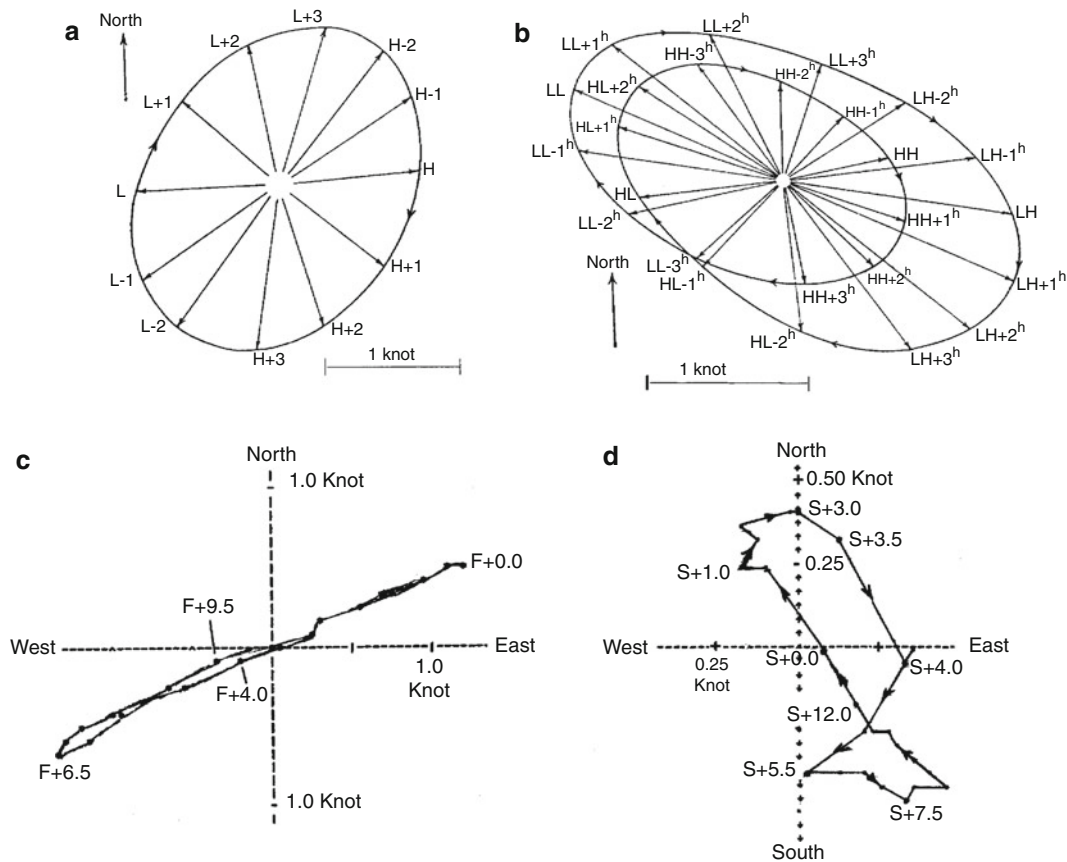 a
North
L+3
L+2
H-2
L+1
H-1
L
H
L-1
H+1
L-2
H+2
H+3
1 knot
b
LL+1h
LL+2h
HH-3h
LL+3h
LL
HL+2h
HH-2h
LH-2h
HL+1h
HH-1h
LL-1h
HH
LH-1h
HL
LH
LL-2h
HH+1h
North
LL-3h
HH+2h
LH+1h
HL-1h
HH+3h
HL-2h
LH+2h
LH+3h
1 knot
c
North
1.0 Knot
F+0.0
F+9.5
West
East
1.0
Knot
F+4.0
F+6.5
1.0 Knot
d
North
0.50 Knot
S+3.0
S+3.5
0.25
S+1.0
West
East
S+0.0
0.25
Knot
S+4.0
S+12.0
S+5.5
S+7.5
South